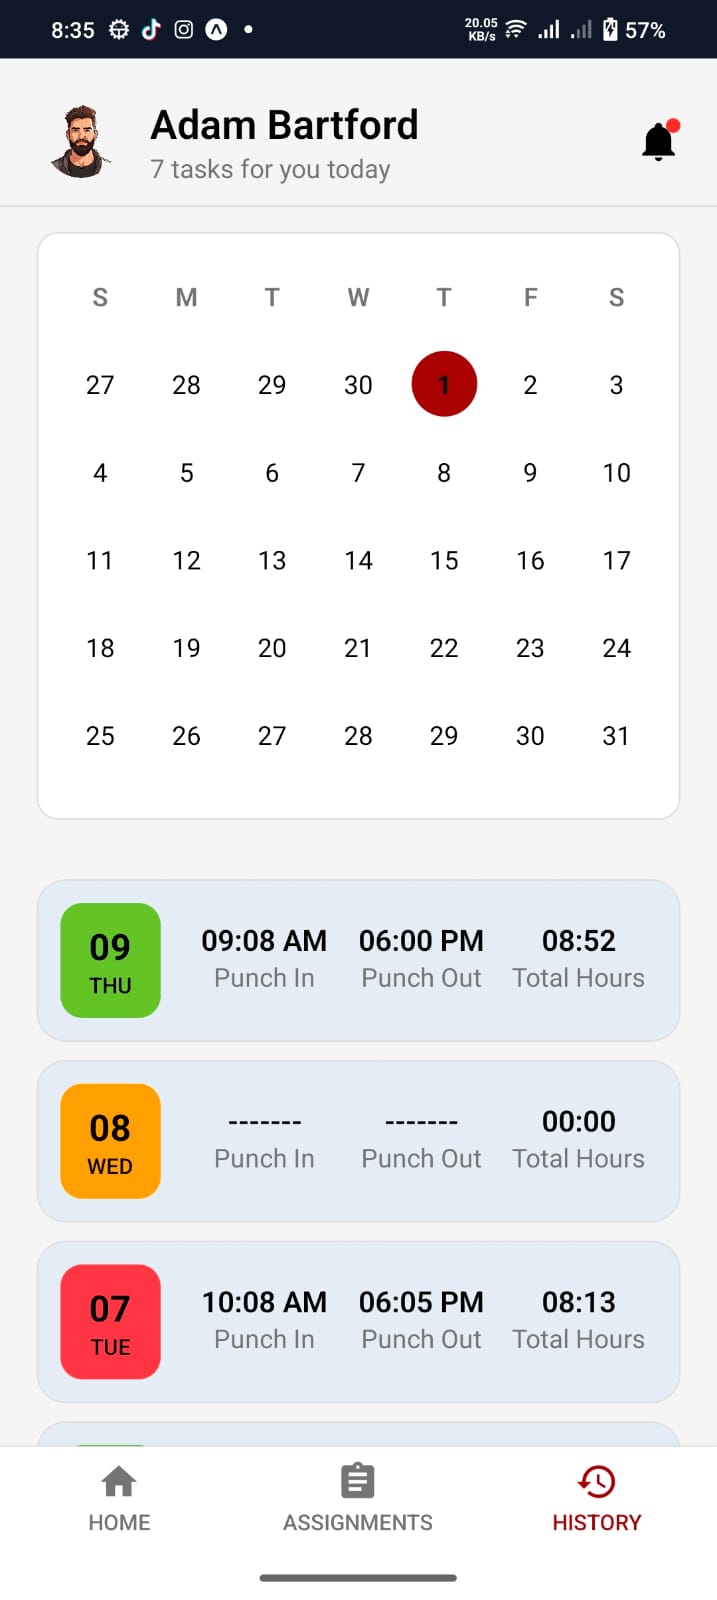 8:35 20.05 KB/s 57%
Adam Bartford
7 tasks for you today
S M T W T F S
27 28 29 30 1 2 3
4 5 6 7 8 9 10
11 12 13 14 15 16 17
18 19 20 21 22 23 24
25 26 27 28 29 30 31
09 09:08 AM 06:00 PM 08:52
THU Punch In Punch Out Total Hours
08 ------- ------- 00:00
WED Punch In Punch Out Total Hours
07 10:08 AM 06:05 PM 08:13
TUE Punch In Punch Out Total Hours
HOME ASSIGNMENTS HISTORY